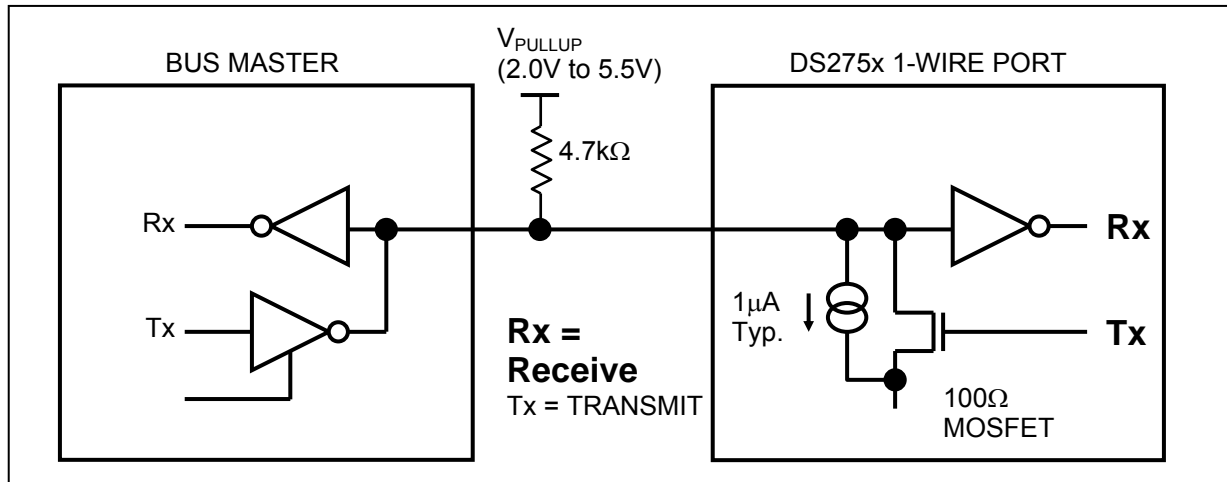 BUS MASTER
V_PULLUP
(2.0V to 5.5V)
DS275x 1-WIRE PORT
4.7kΩ
Rx
Tx
Rx =
Receive
Tx = TRANSMIT
1μA
Typ.
Rx
Tx
100Ω
MOSFET